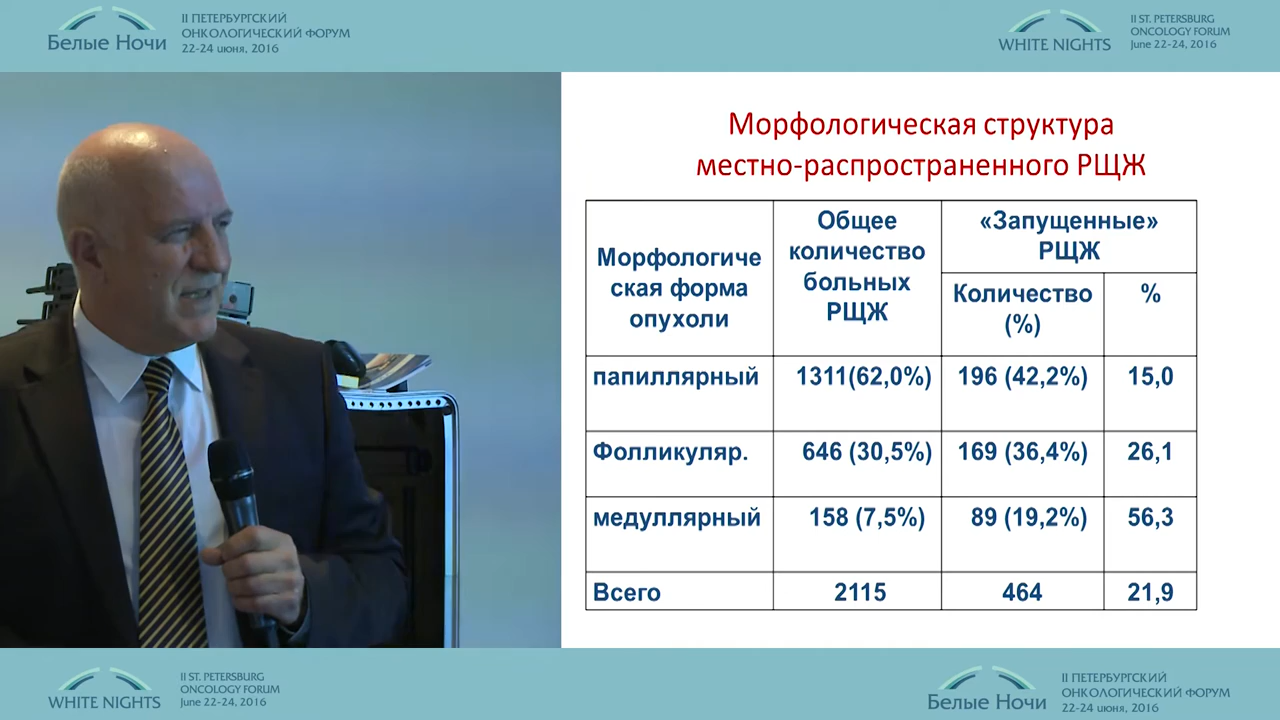 II ПЕТЕРБУРГСКИЙ
ОНКОЛОГИЧЕСКИЙ ФОРУМ
22-24 июня, 2016
Белые Ночи
II ST. PETERSBURG
ONCOLOGY FORUM
June 22-24, 2016
WHITE NIGHTS
Морфологическая структура
местно-распространенного РЩЖ
Морфологиче
ская форма
опухоли
Общее
количество
больных
РЩЖ
«Запущенные»
РЩЖ
Количество
(%)
%
папиллярный 1311(62,0%) 196 (42,2%) 15,0
Фолликуляр. 646 (30,5%) 169 (36,4%) 26,1
медуллярный 158 (7,5%) 89 (19,2%) 56,3
Всего 2115 464 21,9
II ST. PETERSBURG
ONCOLOGY FORUM
June 22-24, 2016
WHITE NIGHTS
II ПЕТЕРБУРГСКИЙ
ОНКОЛОГИЧЕСКИЙ ФОРУМ
22-24 июня, 2016
Белые Ночи